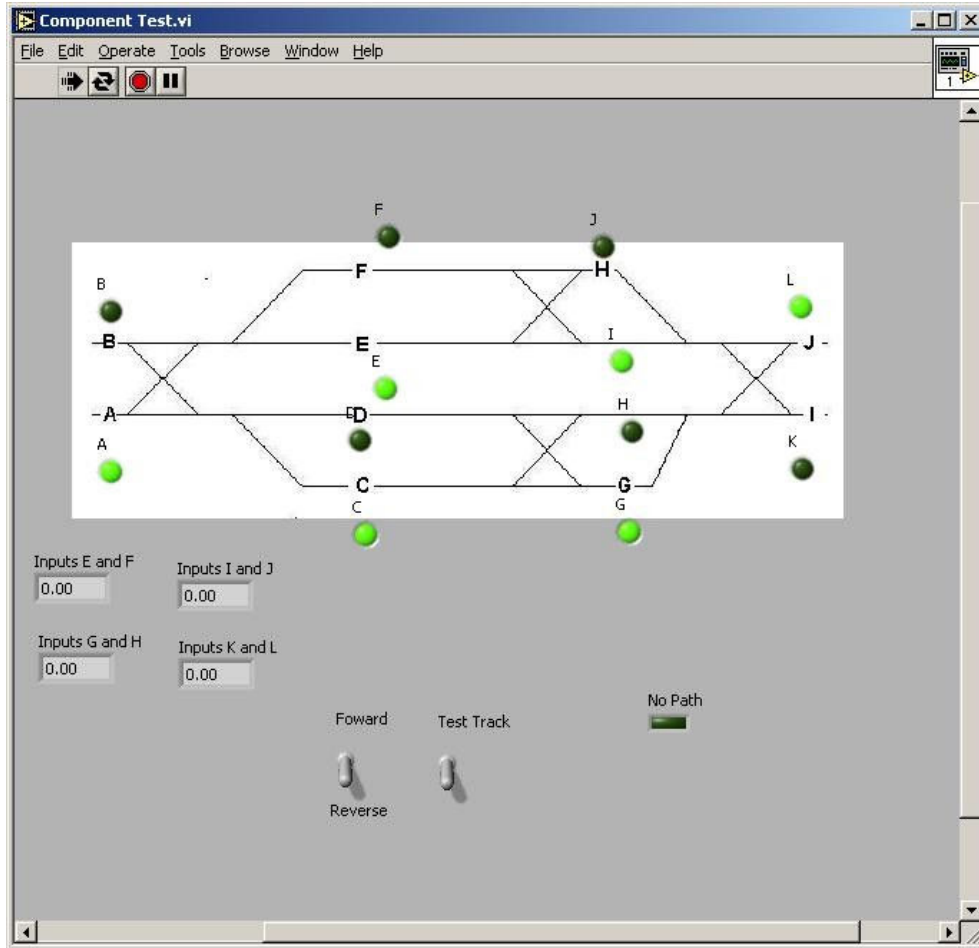 Component Test.vi
File Edit Operate Tools Browse Window Help
1
F
J
B
F
H
L
B
E
I
J
E
H
A
D
I
A
K
C
G
C
G
Inputs E and F
Inputs I and J
0.00
0.00
Inputs G and H
Inputs K and L
0.00
0.00
No Path
Foward
Test Track
Reverse